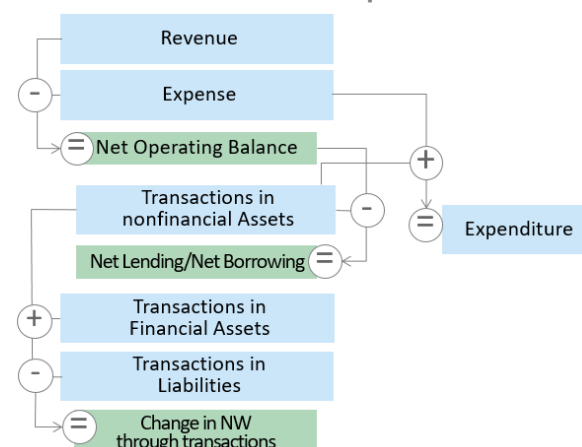 Revenue
-
Expense
= Net Operating Balance
+
Transactions in
nonfinancial Assets
-
= Expenditure
Net Lending/Net Borrowing =
+
Transactions in
Financial Assets
-
Transactions in
Liabilities
= Change in NW
through transactions